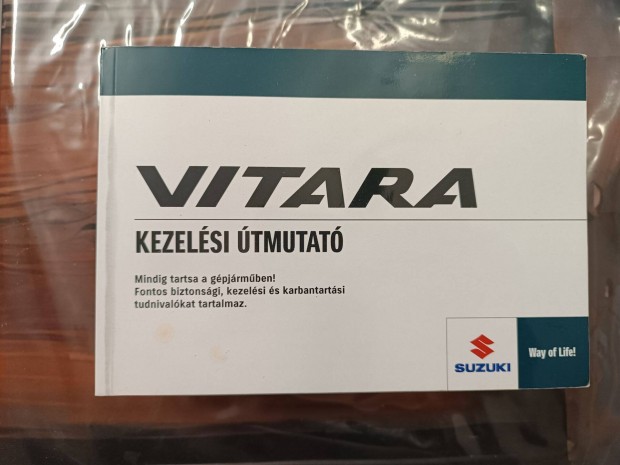 VITARA
KEZELÉSI ÚTMUTATÓ
Mindig tartsa a gépjárműben!
Fontos biztonsági, kezelési és karbantartási
tudnivalókat tartalmaz.
SUZUKI
Way of Life!